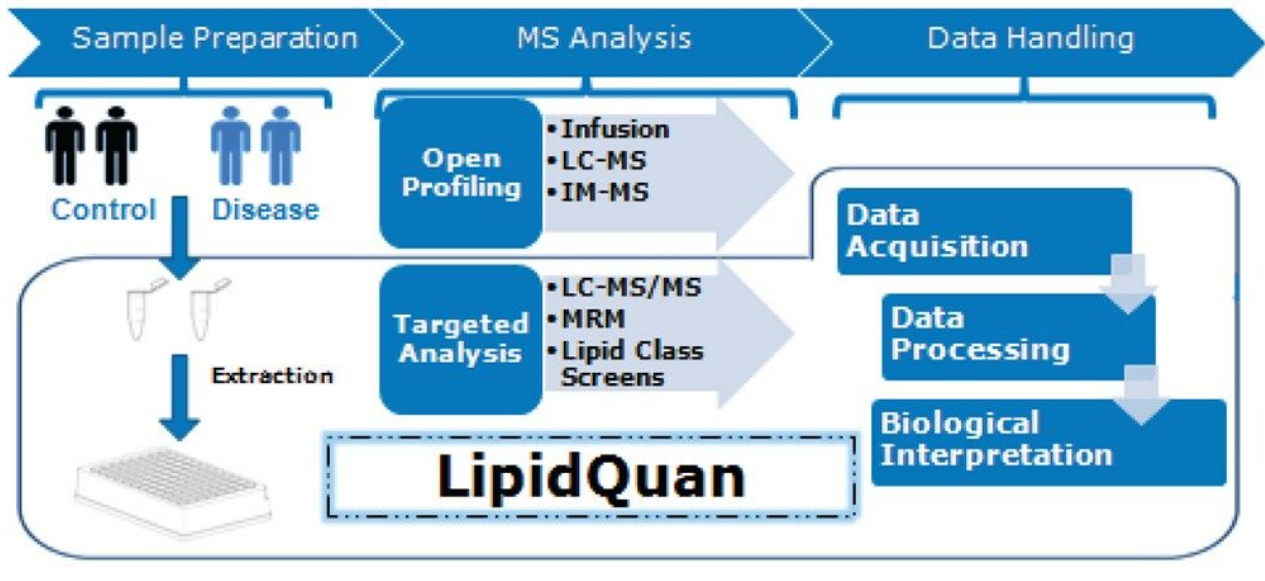 Sample Preparation
MS Analysis
Data Handling
Control
Disease
Extraction
Open
Profiling
•Infusion
•LC-MS
•IM-MS
Targeted
Analysis
•LC-MS/MS
•MRM
•Lipid Class
Screens
LipidQuan
Data
Acquisition
Data
Processing
Biological
Interpretation